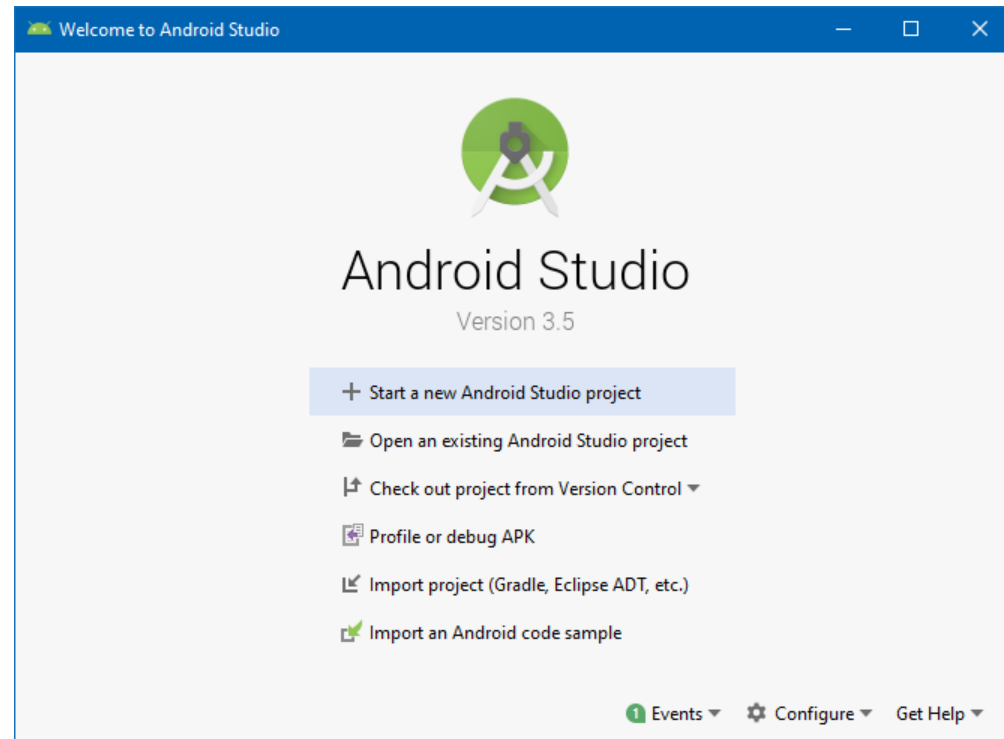 Welcome to Android Studio
Android Studio
Version 3.5
Start a new Android Studio project
Open an existing Android Studio project
Check out project from Version Control
Profile or debug APK
Import project (Gradle, Eclipse ADT, etc.)
Import an Android code sample
1 Events Configure Get Help